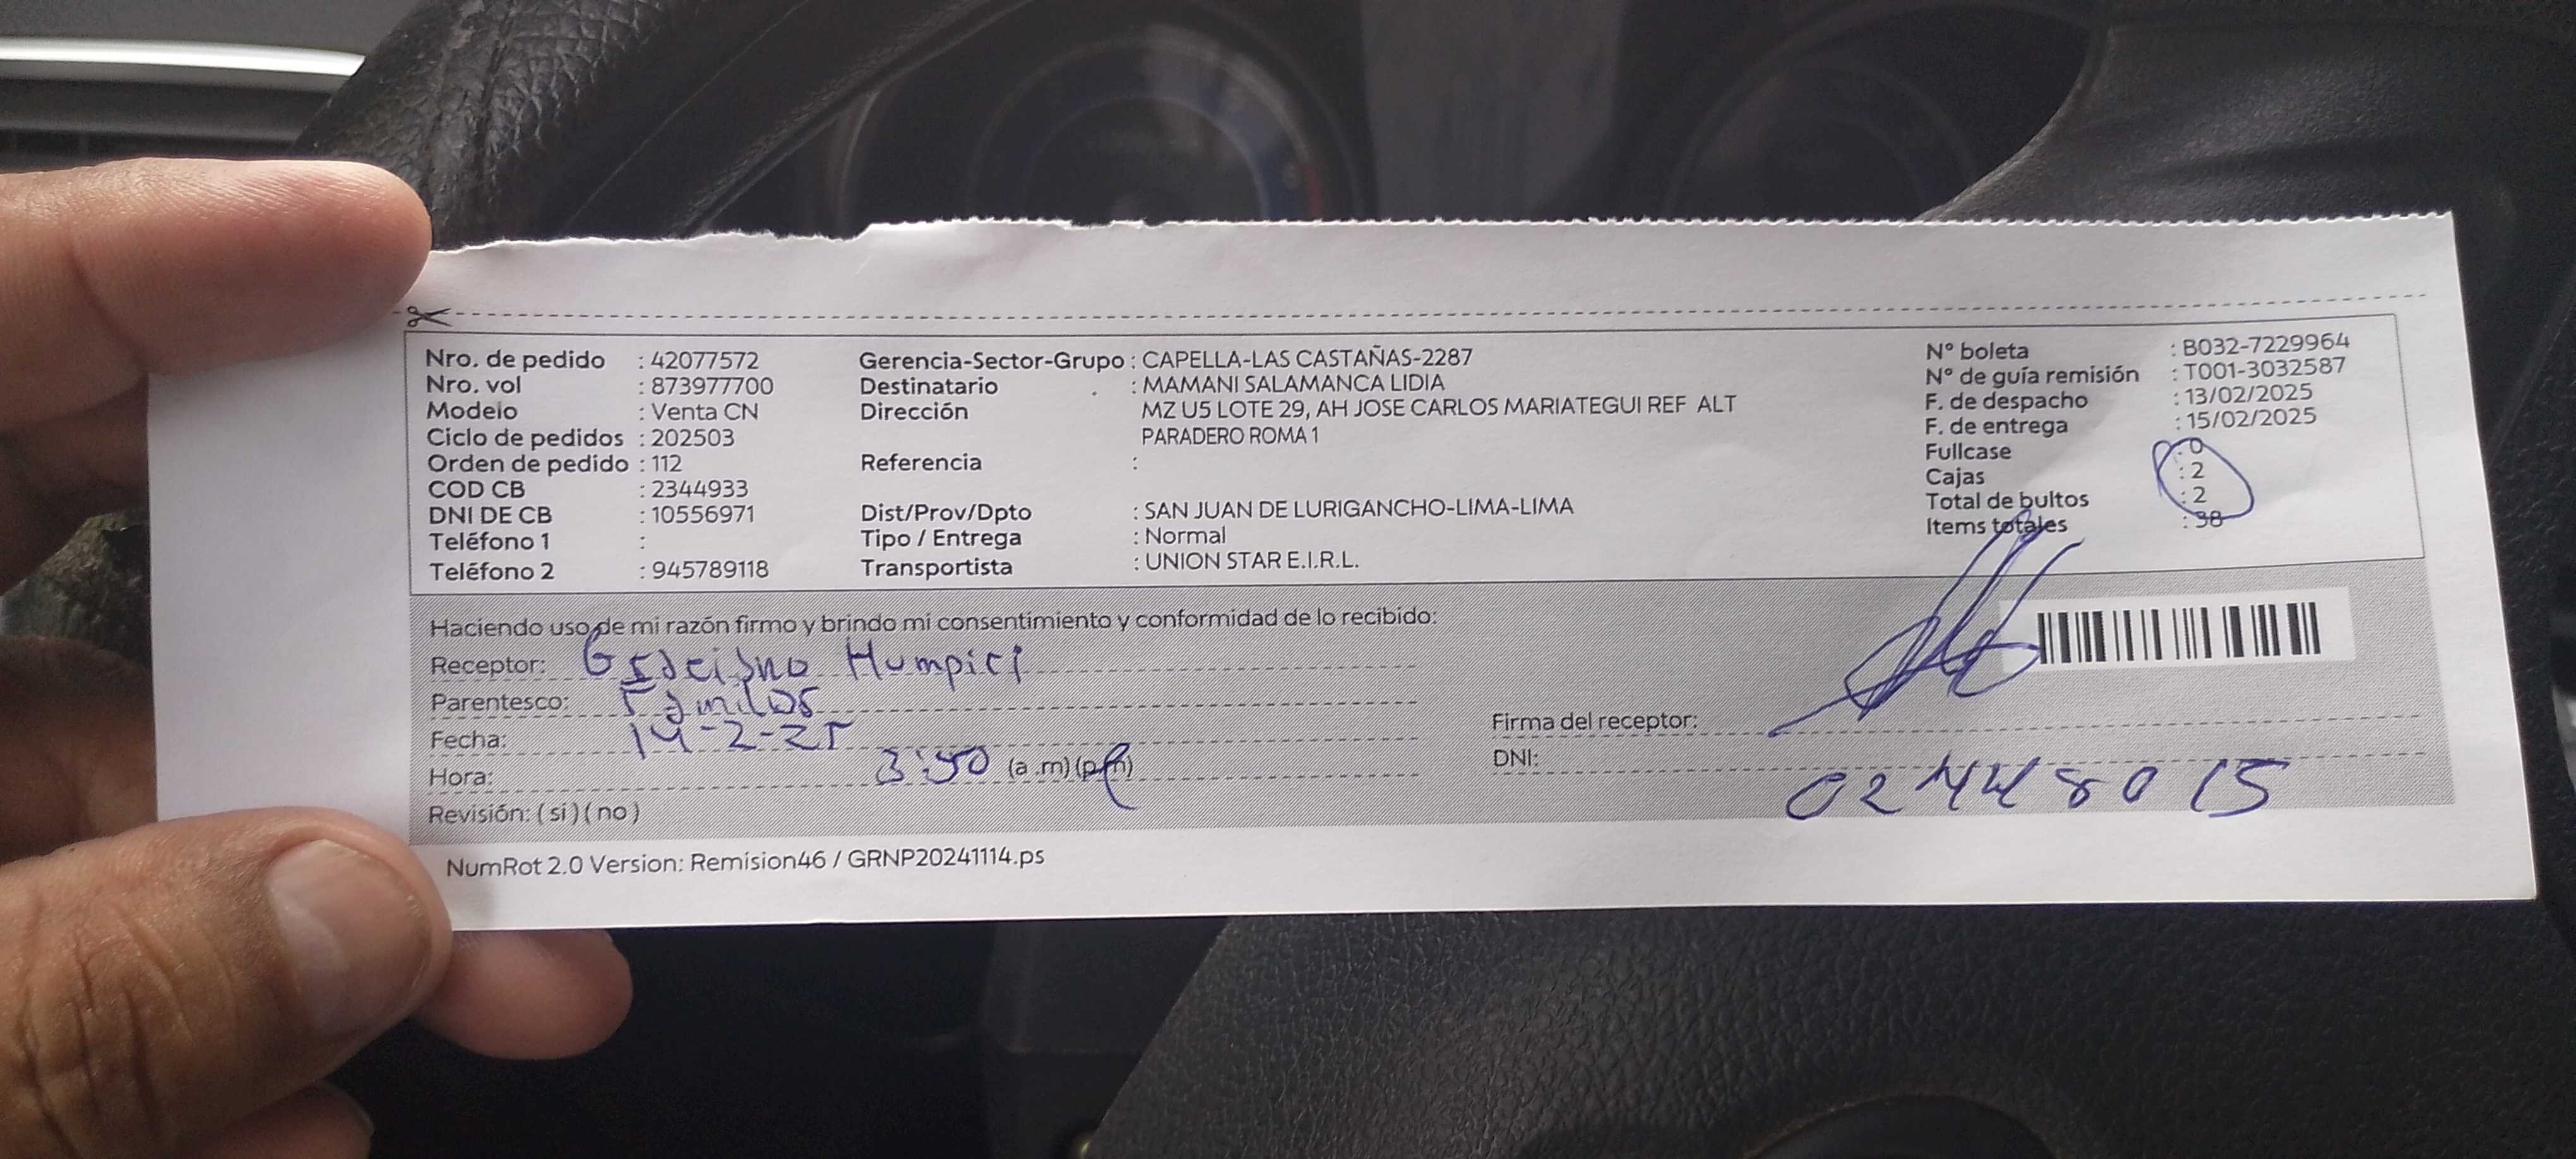 Nro. de pedido : 42077572
Nro. vol : 873977700
Modelo : Venta CN
Ciclo de pedidos : 202503
Orden de pedido : 112
COD CB : 2344933
DNI DE CB : 10556971
Teléfono 1 :
Teléfono 2 : 945789118
Gerencia-Sector-Grupo : CAPELLA-LAS CASTAÑAS-2287
Destinatario : MAMANI SALAMANCA LIDIA
Dirección MZ U5 LOTE 29, AH JOSE CARLOS MARIATEGUI REF ALT
PARADERO ROMA 1
Referencia :
Dist/Prov/Dpto : SAN JUAN DE LURIGANCHO-LIMA-LIMA
Tipo / Entrega : Normal
Transportista : UNION STAR E.I.R.L.
N° boleta : B032-7229964
N° de guía remisión : T001-3032587
F. de despacho : 13/02/2025
F. de entrega : 15/02/2025
Fullcase : 0
Cajas : 2
Total de bultos : 2
Items totales : 38
Haciendo uso de mi razón firmo y brindo mi consentimiento y conformidad de lo recibido:
Receptor:
Parentesco:
Fecha: 14-2-25
Hora: 3:50 (a.m)(p.m)
Revisión: (si)(no)
Firma del receptor:
DNI:
NumRot 2.0 Version: Remision46 / GRNP20241114.ps